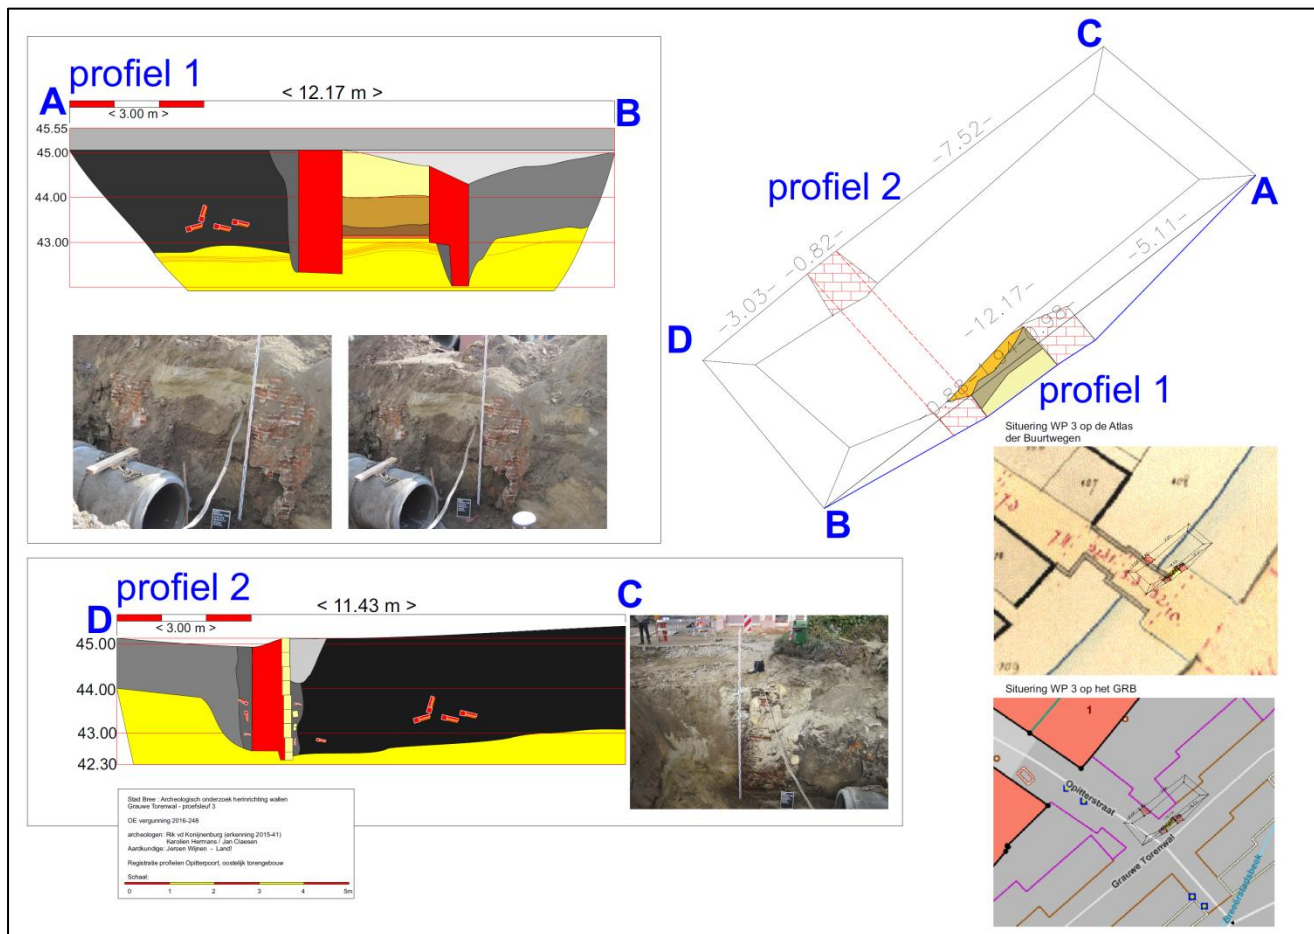 profiel 1
A
B
< 12.17 m >
< 3.00 m >
45.55
45.00
44.00
43.00
C
A
D
B
profiel 2
profiel 1
-7.52-
-0.82-
-3.03-
-5.11-
-12.17-
Situering WP 3 op de Atlas
der Buurtwegen
408
Situering WP 3 op het GRB
1
Opitterstraat
Grauwe Torenwal
profiel 2
D
C
< 11.43 m >
< 3.00 m >
45.00
44.00
43.00
42.30
Stad Bree : Archeologisch onderzoek herinrichting wallen
Grauwe Torenwal - proefsleuf 3
OE vergunning 2016-248
archeologen: Rik vd Konijnenburg (erkenning 2015-41)
Karolien Hermans / Jan Claesen
Aardkundige: Jeroen Wijnen - Land!
Registratie profielen Opitterpoort, oostelijk torengebouw
Schaal:
0 1 2 3 4 5m